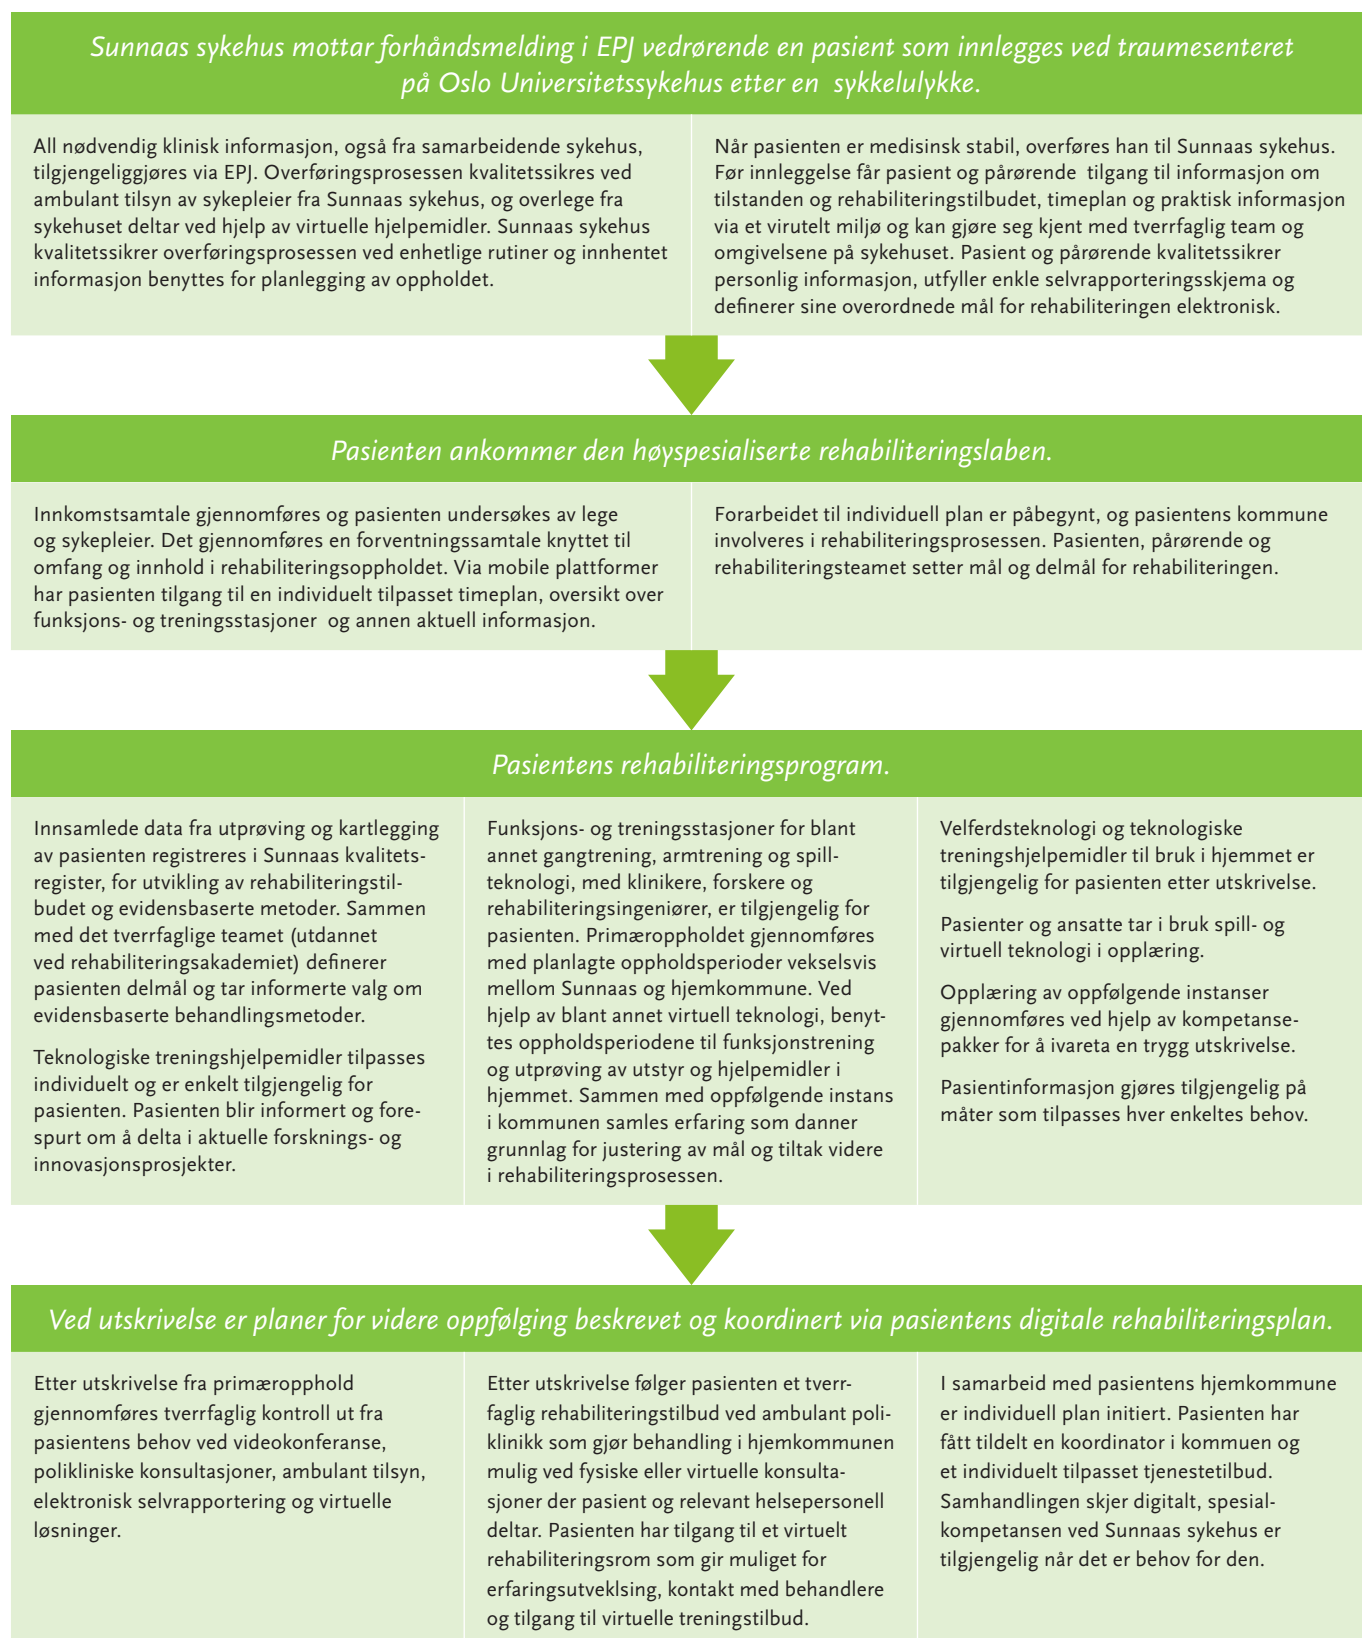 Sunnaas sykehus mottar forhåndsmelding i EPJ vedrørende en pasient som innlegges ved traumesenteret
på Oslo Universitetssykehus etter en sykkelulykke.
All nødvendig klinisk informasjon, også fra samarbeidende sykehus,
tilgjengeliggjøres via EPJ. Overføringsprosessen kvalitetssikres ved
ambulant tilsyn av sykepleier fra Sunnaas sykehus, og overlege fra
sykehuset deltar ved hjelp av virtuelle hjelpemidler. Sunnaas sykehus
kvalitetssikrer overføringsprosessen ved enhetlige rutiner og innhentet
informasjon benyttes for planlegging av oppholdet.
Når pasienten er medisinsk stabil, overføres han til Sunnaas sykehus.
Før innleggelse får pasient og pårørende tilgang til informasjon om
tilstanden og rehabiliteringstilbudet, timeplan og praktisk informasjon
via et virutelt miljø og kan gjøre seg kjent med tverrfaglig team og
omgivelsene på sykehuset. Pasient og pårørende kvalitetssikrer
personlig informasjon, utfyller enkle selvrapporteringsskjema og
definerer sine overordnede mål for rehabiliteringen elektronisk.
Pasienten ankommer den høyspesialiserte rehabiliteringslaben.
Innkomstsamtale gjennomføres og pasienten undersøkes av lege
og sykepleier. Det gjennomføres en forventningssamtale knyttet til
omfang og innhold i rehabiliteringsoppholdet. Via mobile plattformer
har pasienten tilgang til en individuelt tilpasset timeplan, oversikt over
funksjons- og treningsstasjoner og annen aktuell informasjon.
Forarbeidet til individuell plan er påbegynt, og pasientens kommune
involveres i rehabiliteringsprosessen. Pasienten, pårørende og
rehabiliteringsteamet setter mål og delmål for rehabiliteringen.
Pasientens rehabiliteringsprogram.
Innsamlede data fra utprøving og kartlegging
av pasienten registreres i Sunnaas kvalitets-
register, for utvikling av rehabiliteringstil-
budet og evidensbaserte metoder. Sammen
med det tverrfaglige teamet (utdannet
ved rehabiliteringsakademiet) definerer
pasienten delmål og tar informerte valg om
evidensbaserte behandlingsmetoder.
Teknologiske treningshjelpemidler tilpasses
individuelt og er enkelt tilgjengelig for
pasienten. Pasienten blir informert og fore-
spurt om å delta i aktuelle forsknings- og
innovasjonsprosjekter.
Funksjons- og treningsstasjoner for blant
annet gangtrening, armtrening og spill-
teknologi, med klinikere, forskere og
rehabiliteringsingeniører, er tilgjengelig for
pasienten. Primæroppholdet gjennomføres
med planlagte oppholdsperioder vekselsvis
mellom Sunnaas og hjemkommune. Ved
hjelp av blant annet virtuell teknologi, benyt-
tes oppholdsperiodene til funksjonstrening
og utprøving av utstyr og hjelpemidler i
hjemmet. Sammen med oppfølgende instans
i kommunen samles erfaring som danner
grunnlag for justering av mål og tiltak videre
i rehabiliteringsprosessen.
Velferdsteknologi og teknologiske
treningshjelpemidler til bruk i hjemmet er
tilgjengelig for pasienten etter utskrivelse.
Pasienter og ansatte tar i bruk spill- og
virtuell teknologi i opplæring.
Opplæring av oppfølgende instanser
gjennomføres ved hjelp av kompetanse-
pakker for å ivareta en trygg utskrivelse.
Pasientinformasjon gjøres tilgjengelig på
måter som tilpasses hver enkeltes behov.
Ved utskrivelse er planer for videre oppfølging beskrevet og koordinert via pasientens digitale rehabiliteringsplan.
Etter utskrivelse fra primæropphold
gjennomføres tverrfaglig kontroll ut fra
pasientens behov ved videokonferanse,
polikliniske konsultasjoner, ambulant tilsyn,
elektronisk selvrapportering og virtuelle
løsninger.
Etter utskrivelse følger pasienten et tverr-
faglig rehabiliteringstilbud ved ambulant poli-
klinikk som gjør behandling i hjemkommunen
mulig ved fysiske eller virtuelle konsulta-
sjoner der pasient og relevant helsepersonell
deltar. Pasienten har tilgang til et virtuelt
rehabiliteringsrom som gir muliget for
erfaringsutveklsing, kontakt med behandlere
og tilgang til virtuelle treningstilbud.
I samarbeid med pasientens hjemkommune
er individuell plan initiert. Pasienten har
fått tildelt en koordinator i kommuen og
et individuelt tilpasset tjenestetilbud.
Samhandlingen skjer digitalt, spesial-
kompetansen ved Sunnaas sykehus er
tilgjengelig når det er behov for den.